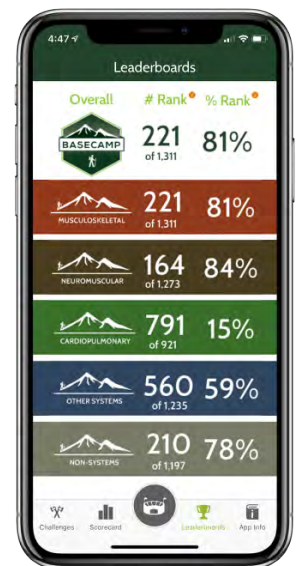 4:47
Leaderboards
Overall # Rank % Rank
BASECAMP 221 of 1,311 81%
MUSCULOSKELETAL 221 of 1,311 81%
NEUROMUSCULAR 164 of 1,273 84%
CARDIOPULMONARY 791 of 921 15%
OTHER SYSTEMS 560 of 1,235 59%
NON-SYSTEMS 210 of 1,197 78%
Challenges Scorecard Leaderboards App Info